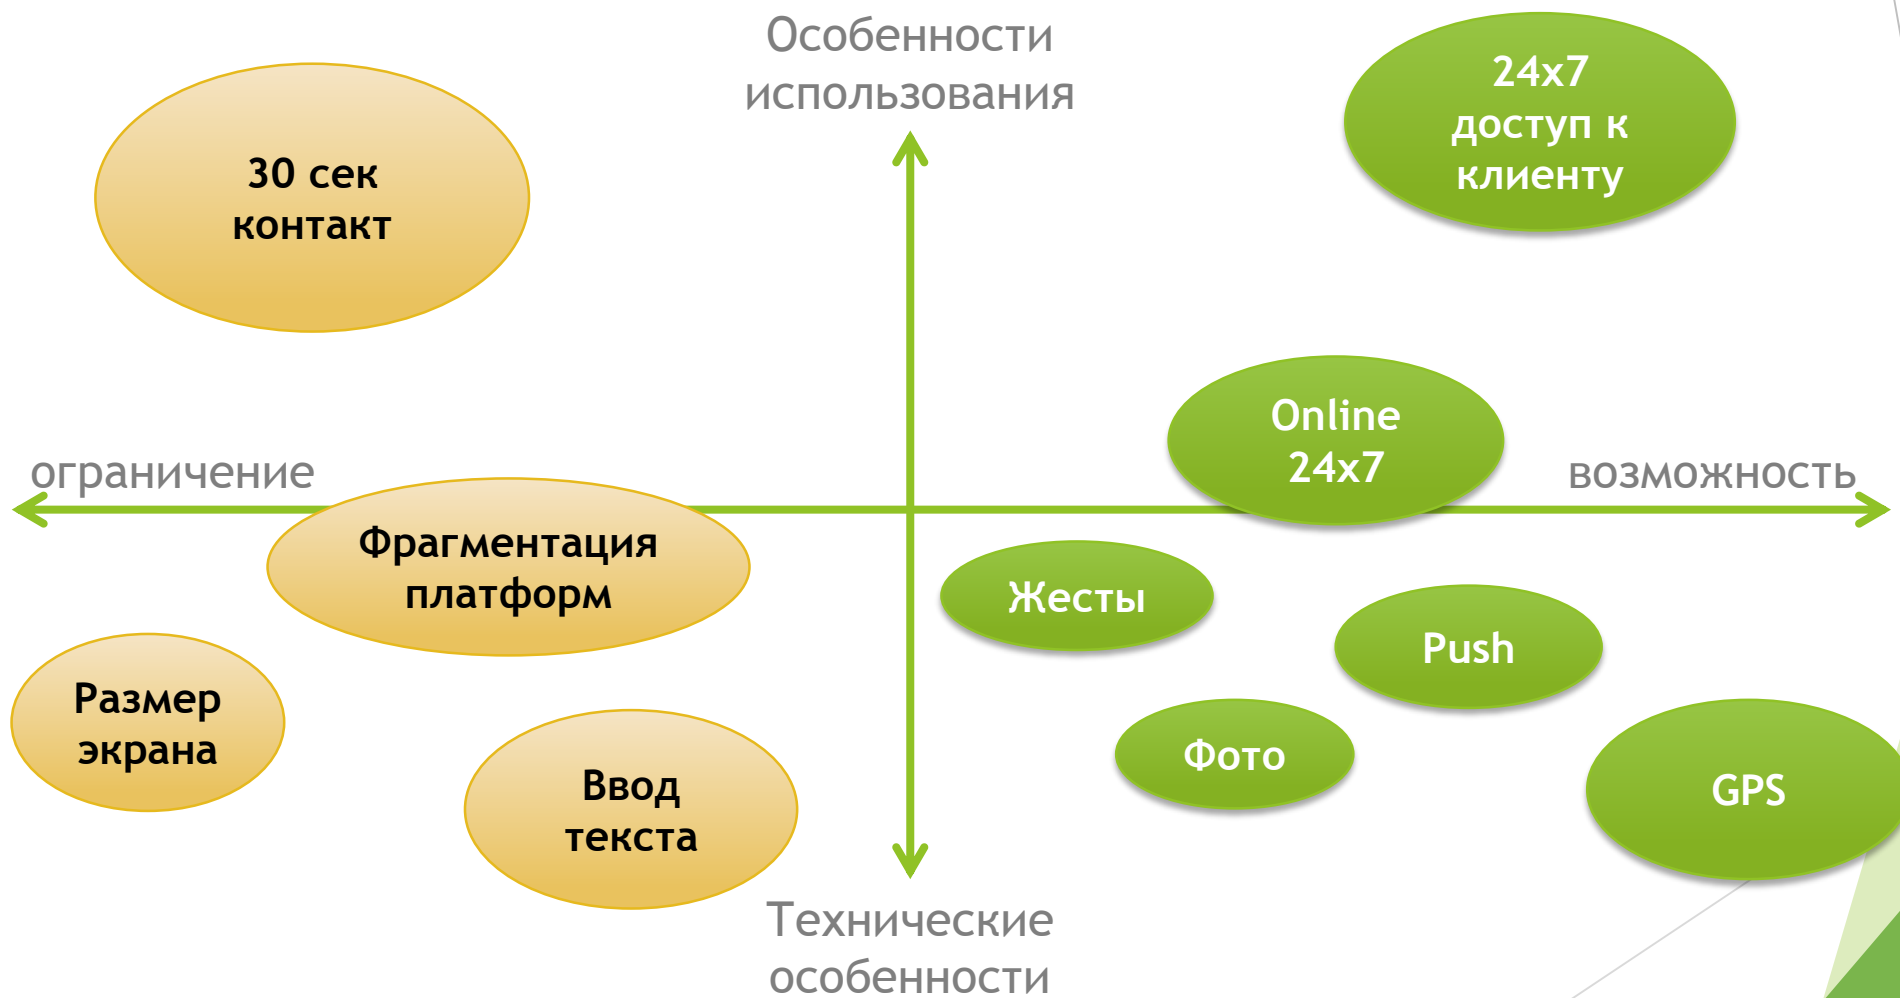 Особенности
использования
24x7
доступ к
клиенту
30 сек
контакт
Online
24x7
ограничение
возможность
Фрагментация
платформ
Жесты
Push
Размер
экрана
Фото
Ввод
текста
GPS
Технические
особенности